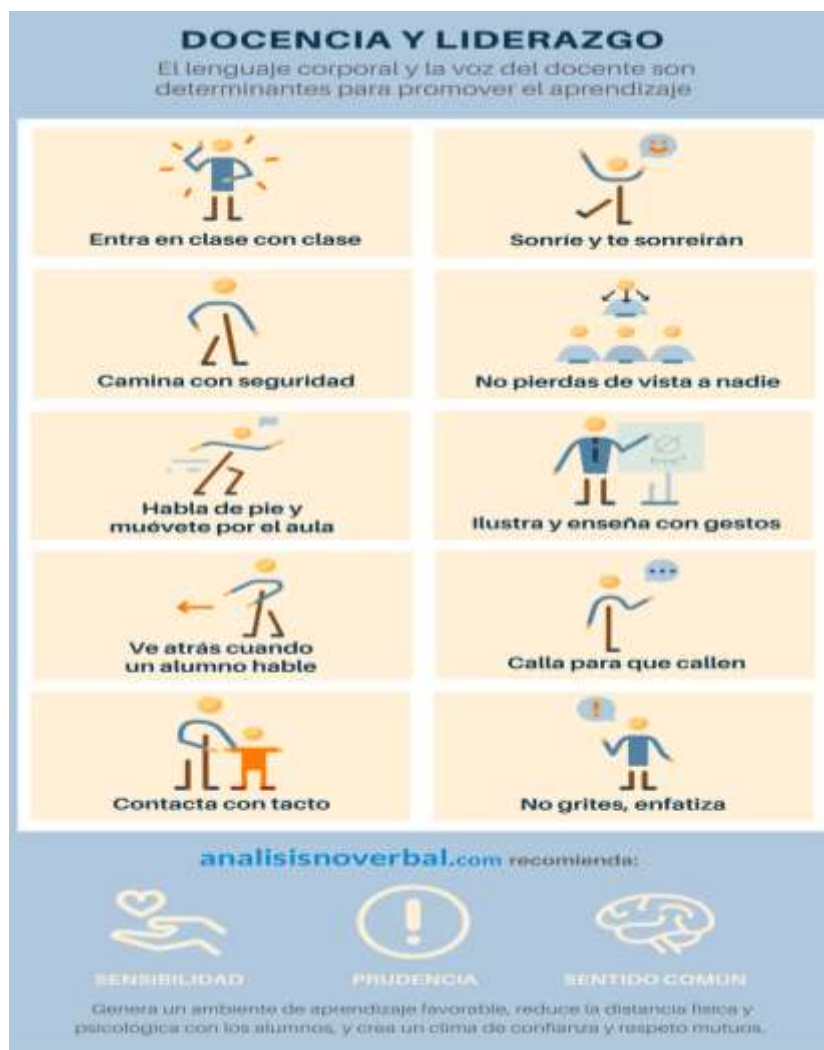 DOCENCIA Y LIDERAZGO
El lenguaje corporal y la voz del docente son
determinantes para promover el aprendizaje
Entra en clase con clase
Sonríe y te sonreirán
Camina con seguridad
No pierdas de vista a nadie
Habla de pie y
muévete por el aula
Ilustra y enseña con gestos
Ve atrás cuando
un alumno hable
Calla para que callen
Contacta con tacto
No grites, enfatiza
analisisnoverbal.com recomienda:
SENSIBILIDAD
PRUDENCIA
SENTIDO COMÚN
Genera un ambiente de aprendizaje favorable, reduce la distancia física y
psicológica con los alumnos, y crea un clima de confianza y respeto mutuos.